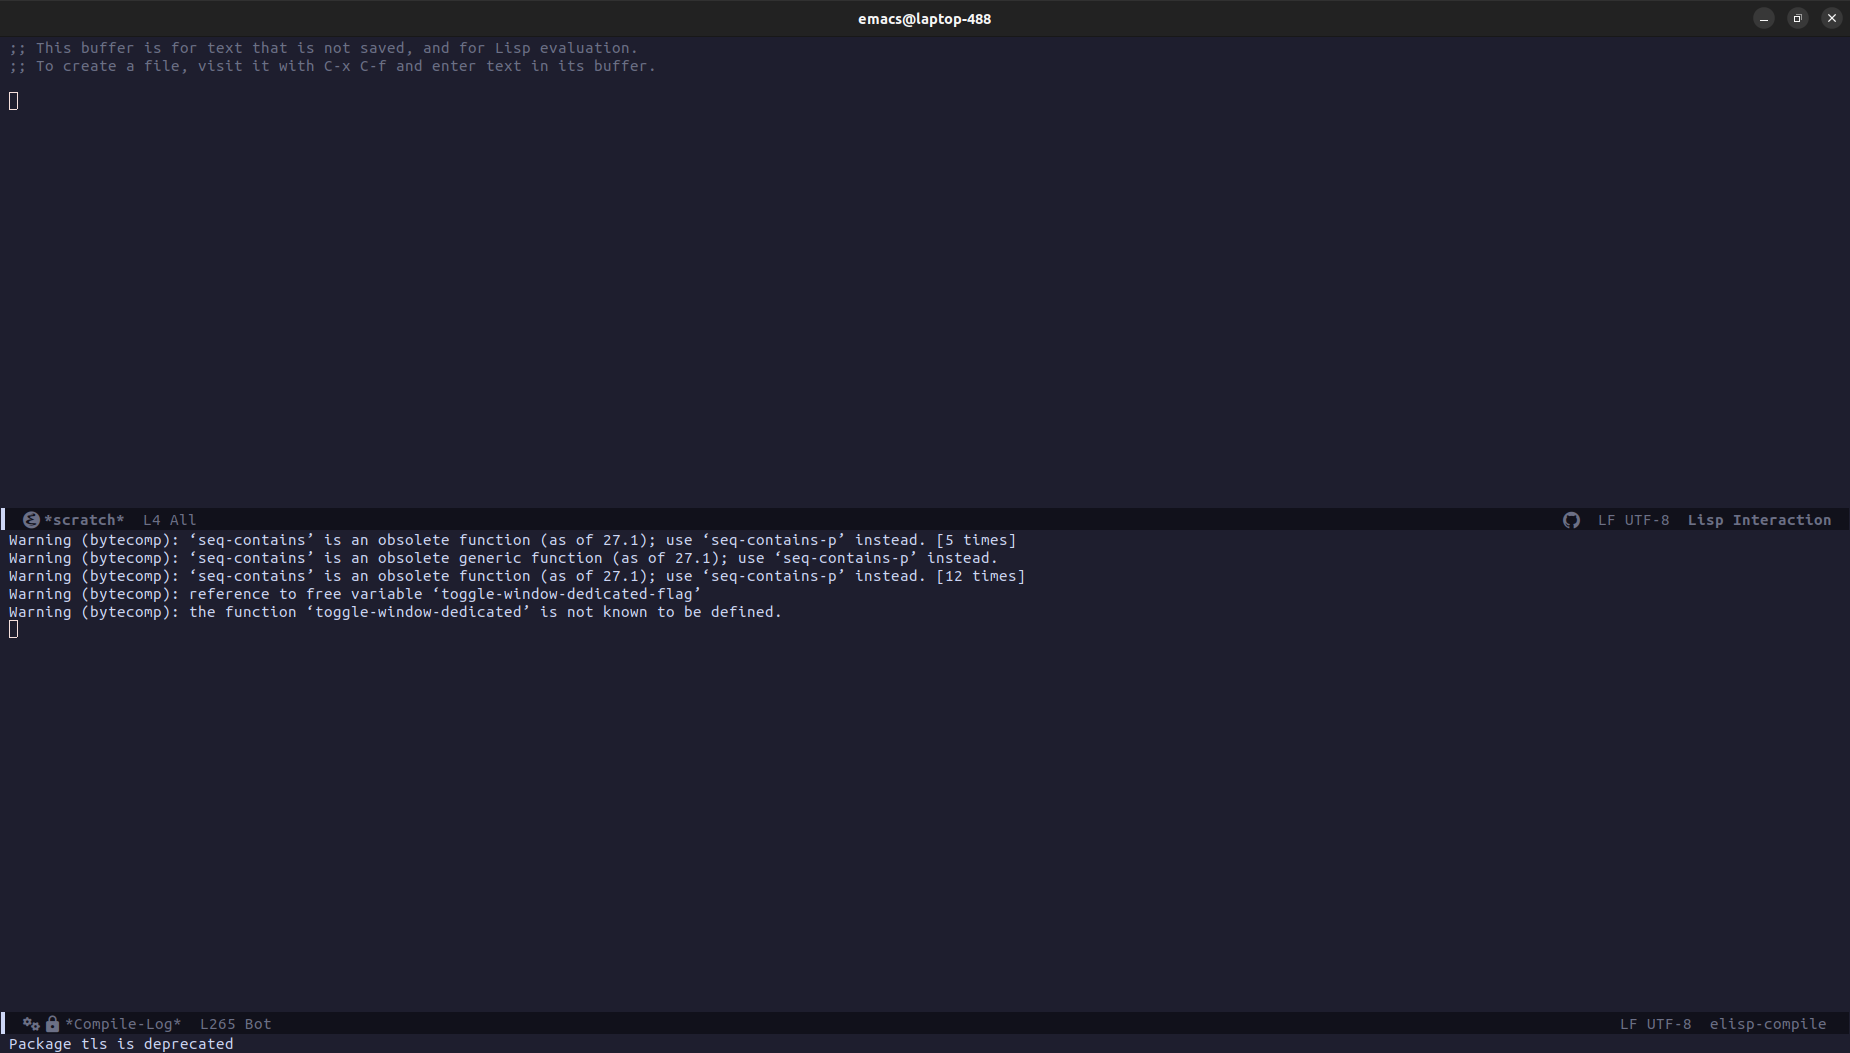 emacs@laptop-488
;; This buffer is for text that is not saved, and for Lisp evaluation.
;; To create a file, visit it with C-x C-f and enter text in its buffer.
*scratch* L4 All LF UTF-8 Lisp Interaction
Warning (bytecomp): ‘seq-contains’ is an obsolete function (as of 27.1); use ‘seq-contains-p’ instead. [5 times]
Warning (bytecomp): ‘seq-contains’ is an obsolete generic function (as of 27.1); use ‘seq-contains-p’ instead.
Warning (bytecomp): ‘seq-contains’ is an obsolete function (as of 27.1); use ‘seq-contains-p’ instead. [12 times]
Warning (bytecomp): reference to free variable ‘toggle-window-dedicated-flag’
Warning (bytecomp): the function ‘toggle-window-dedicated’ is not known to be defined.
*Compile-Log* L265 Bot LF UTF-8 elisp-compile
Package tls is deprecated